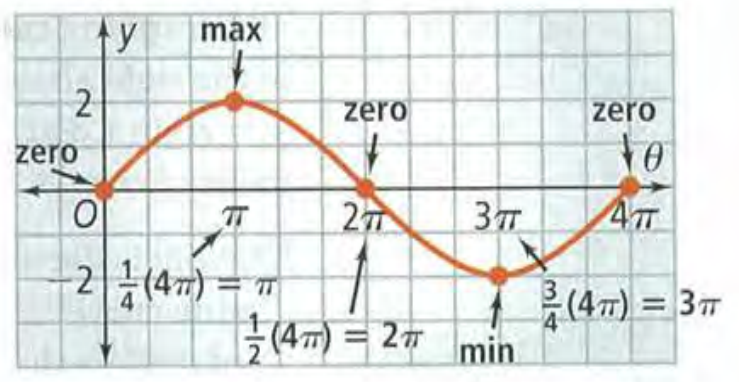 y
max
2
zero
zero
zero
θ
O
π
2π
3π
4π
-2
1/4(4π) = π
1/2(4π) = 2π
3/4(4π) = 3π
min